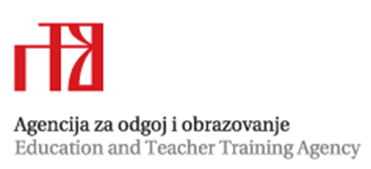 Agencija za odgoj i obrazovanje
Education and Teacher Training Agency